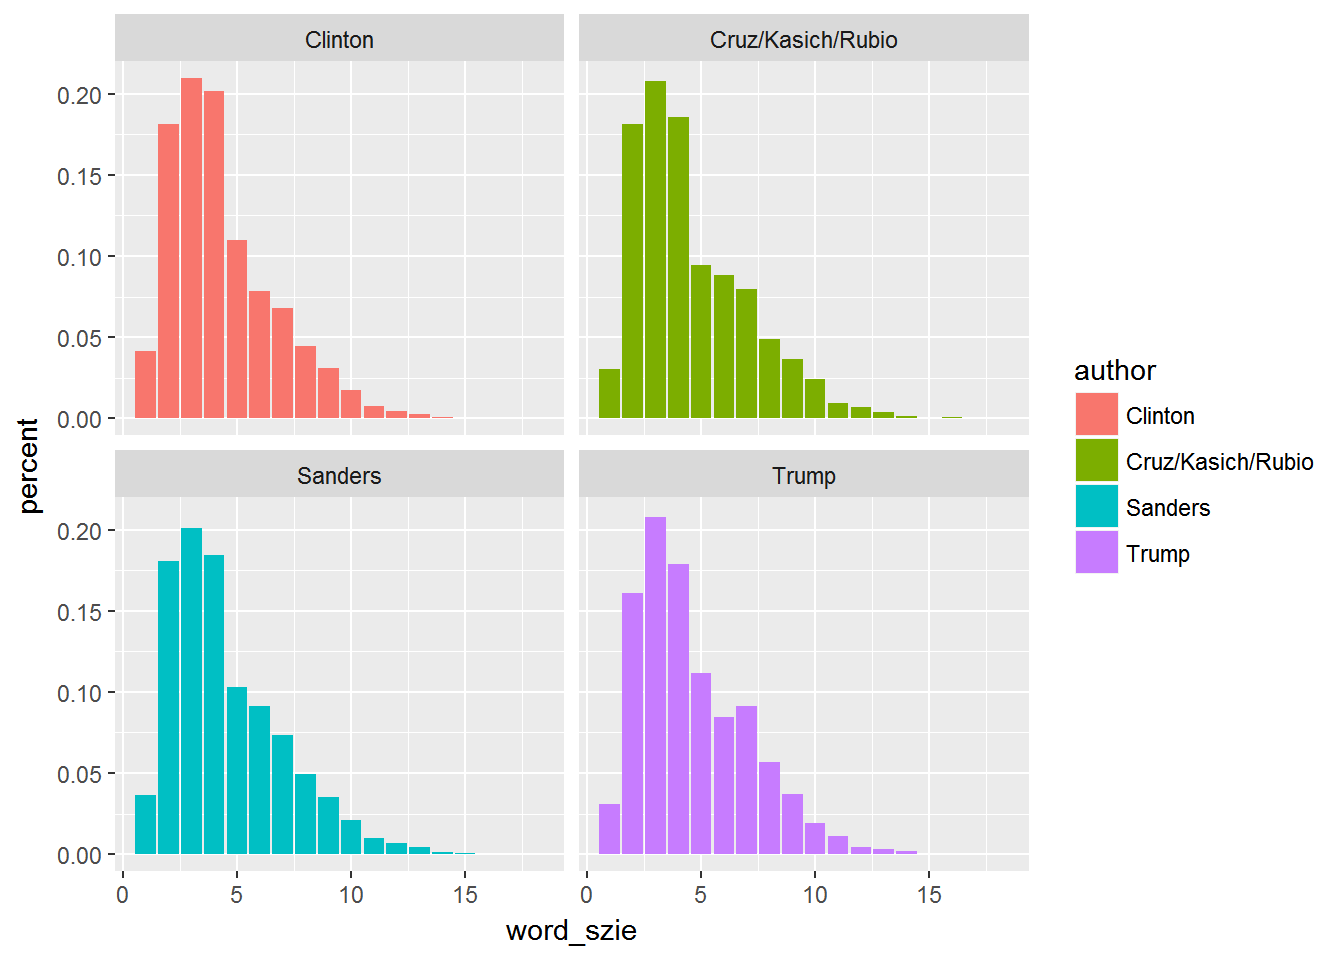 Clinton
Cruz/Kasich/Rubio
0.20
0.15
0.10
0.05
0.00
Sanders
Trump
0.20
0.15
0.10
0.05
0.00
0 5 10 15
0 5 10 15
word_szie
percent
author
Clinton
Cruz/Kasich/Rubio
Sanders
Trump